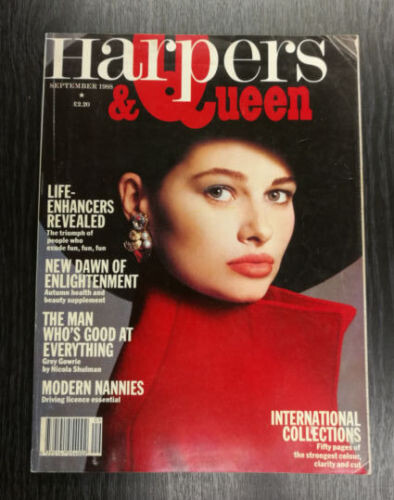 Harpers
& Queen
SEPTEMBER 1988
£2.20
LIFE-
ENHANCERS
REVEALED
The triumph of
people who
exude fun, fun, fun
NEW DAWN OF
ENLIGHTENMENT
Autumn health and
beauty supplement
THE MAN
WHO'S GOOD AT
EVERYTHING
Grey Gowrie
by Nicola Shulman
MODERN NANNIES
Driving licence essential
INTERNATIONAL
COLLECTIONS
Fifty pages of
the strongest colour,
clarity and cut